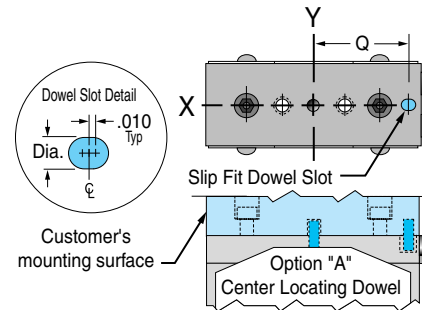 Y
Q
Dowel Slot Detail
.010
Typ
Dia.
X
℄
Slip Fit Dowel Slot
Customer's
mounting surface
Option "A"
Center Locating Dowel